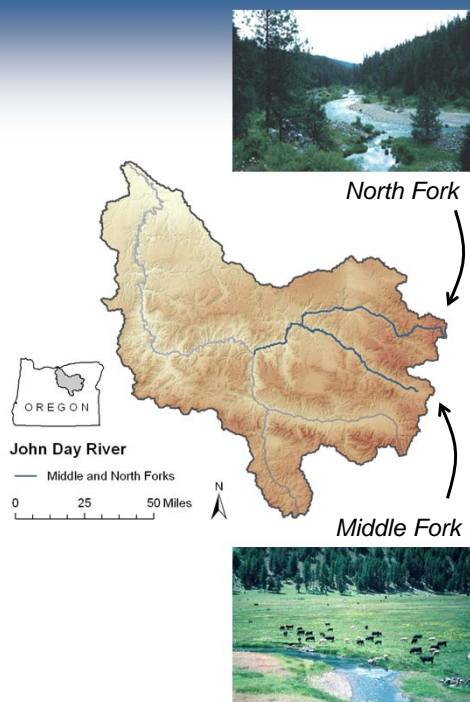 North Fork
OREGON
John Day River
Middle and North Forks
N
0 25 50 Miles
Middle Fork